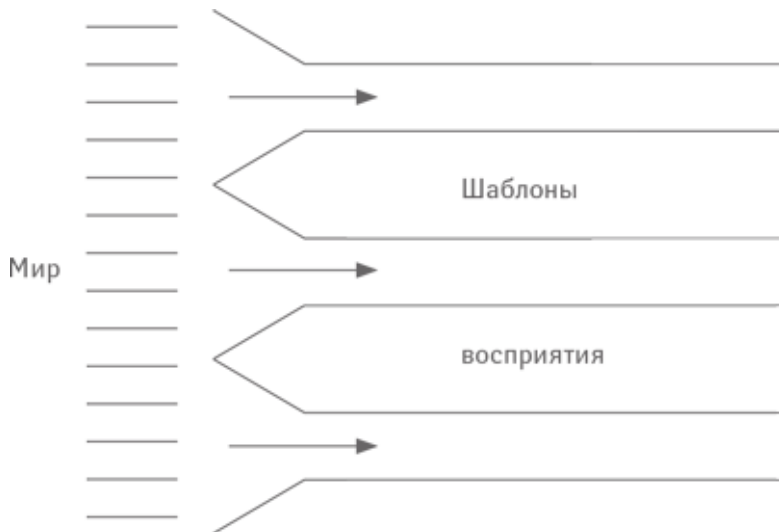 Шаблоны
Мир
восприятия